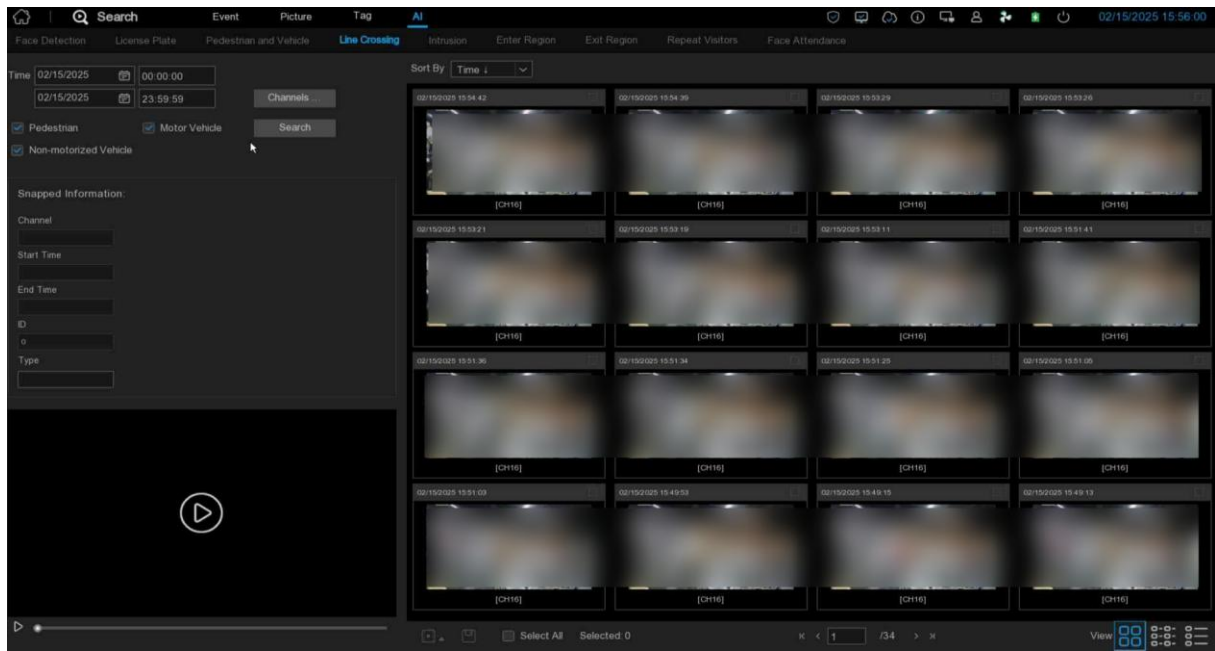 Search Event Picture Tag AI 02/15/2025 15:56:00
Face Detection License Plate Pedestrian and Vehicle Line Crossing Intrusion Enter Region Exit Region Repeat Visitors Face Attendance
Time 02/15/2025 00:00:00
02/15/2025 23:59:59 Channels ...
Pedestrian Motor Vehicle Search
Non-motorized Vehicle
Snapped Information:
Channel
Start Time
End Time
ID
0
Type
Sort By Time ↓
02/15/2025 15:54:42 02/15/2025 15:54:39 02/15/2025 15:53:29 02/15/2025 15:53:26
[CH16] [CH16] [CH16] [CH16]
02/15/2025 15:53:21 02/15/2025 15:53:19 02/15/2025 15:53:11 02/15/2025 15:51:41
[CH16] [CH16] [CH16] [CH16]
02/15/2025 15:51:36 02/15/2025 15:51:34 02/15/2025 15:51:25 02/15/2025 15:51:05
[CH16] [CH16] [CH16] [CH16]
02/15/2025 15:51:03 02/15/2025 15:49:53 02/15/2025 15:49:15 02/15/2025 15:49:13
[CH16] [CH16] [CH16] [CH16]
Select All Selected: 0 1 /34 View